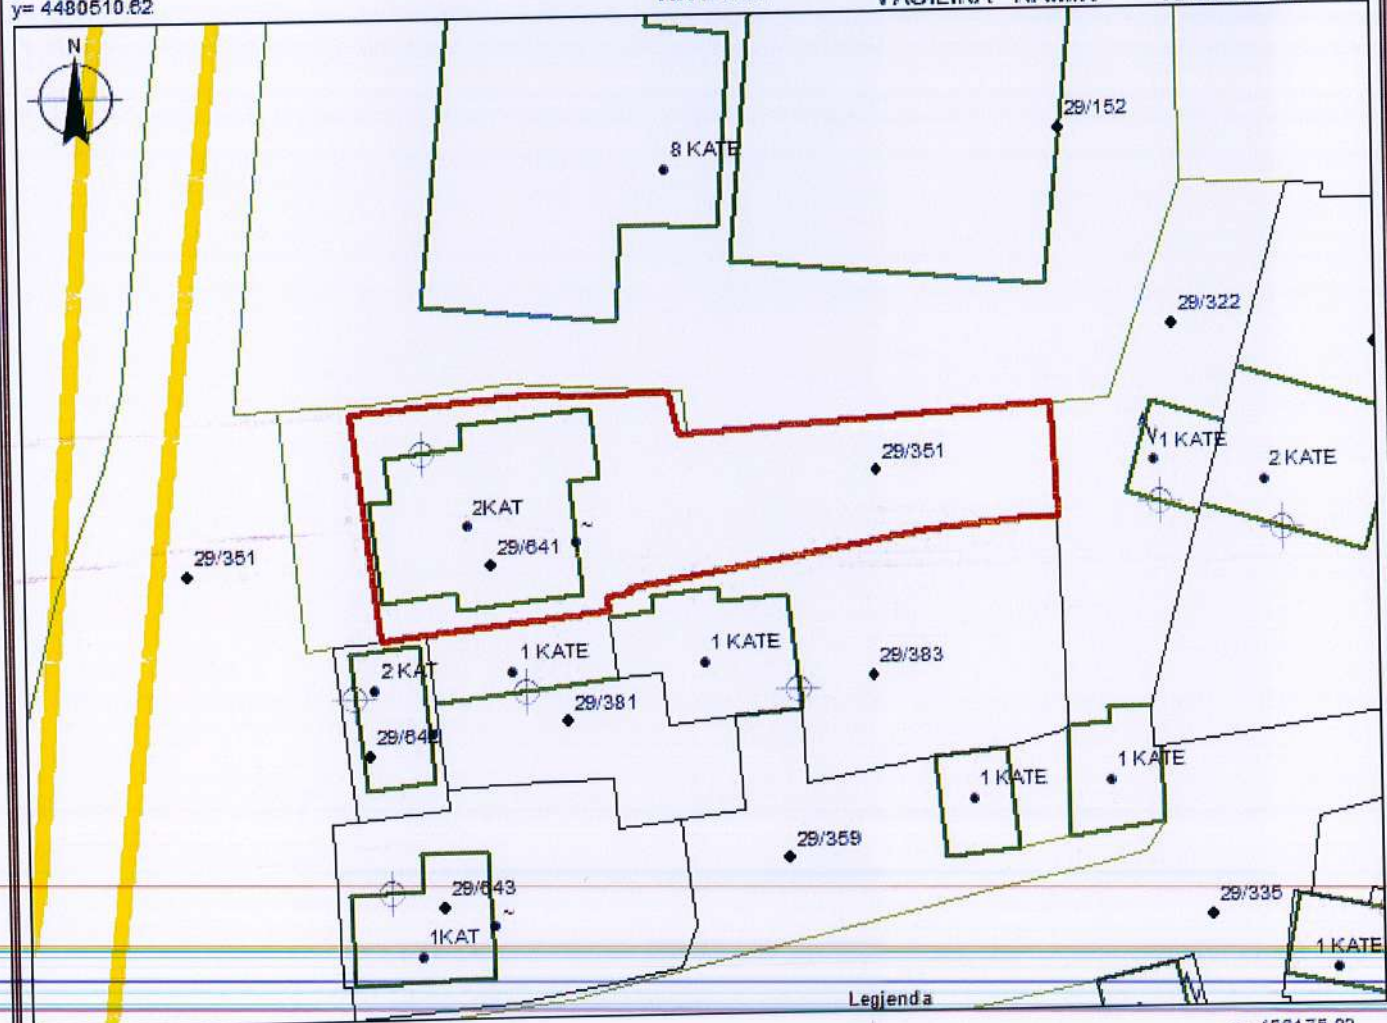 y= 4480510.62
N
29/152
8 KATE
29/322
1 KATE
2 KATE
29/351
2KAT
29/641
29/351
1 KATE
1 KATE
2 KAT
29/383
29/381
29/642
1 KATE
1 KATE
29/359
29/643
29/335
1KAT
1 KATE
Legjenda